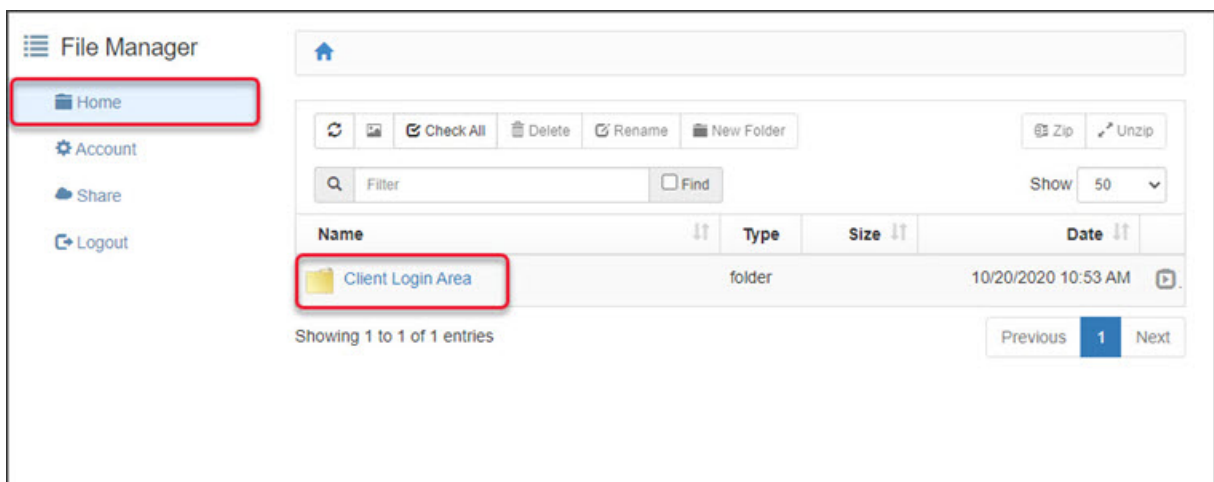 File Manager
Home
Account
Share
Logout
Check All Delete Rename New Folder Zip Unzip
Filter Find Show 50
Name Type Size Date
Client Login Area folder 10/20/2020 10:53 AM
Showing 1 to 1 of 1 entries Previous 1 Next